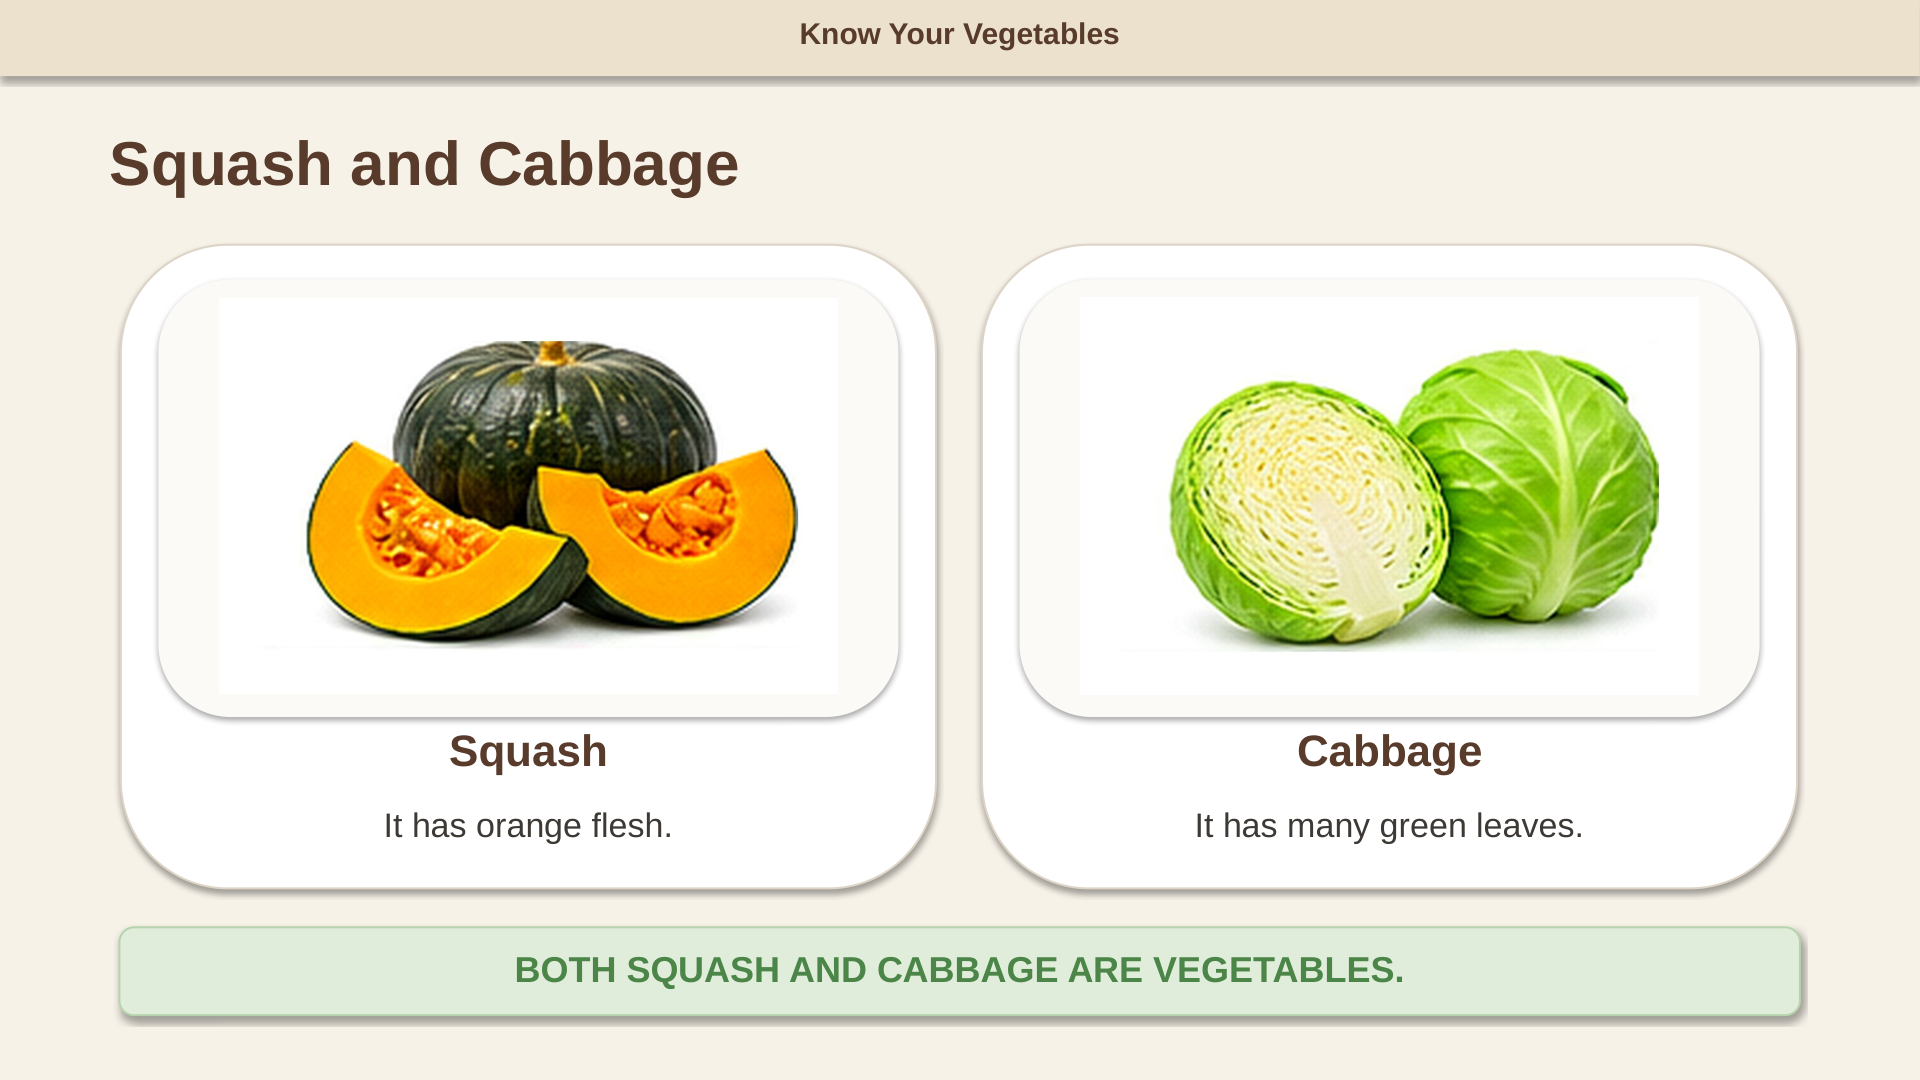 Know Your Vegetables
Squash and Cabbage
Squash
It has orange flesh.
Cabbage
It has many green leaves.
BOTH SQUASH AND CABBAGE ARE VEGETABLES.